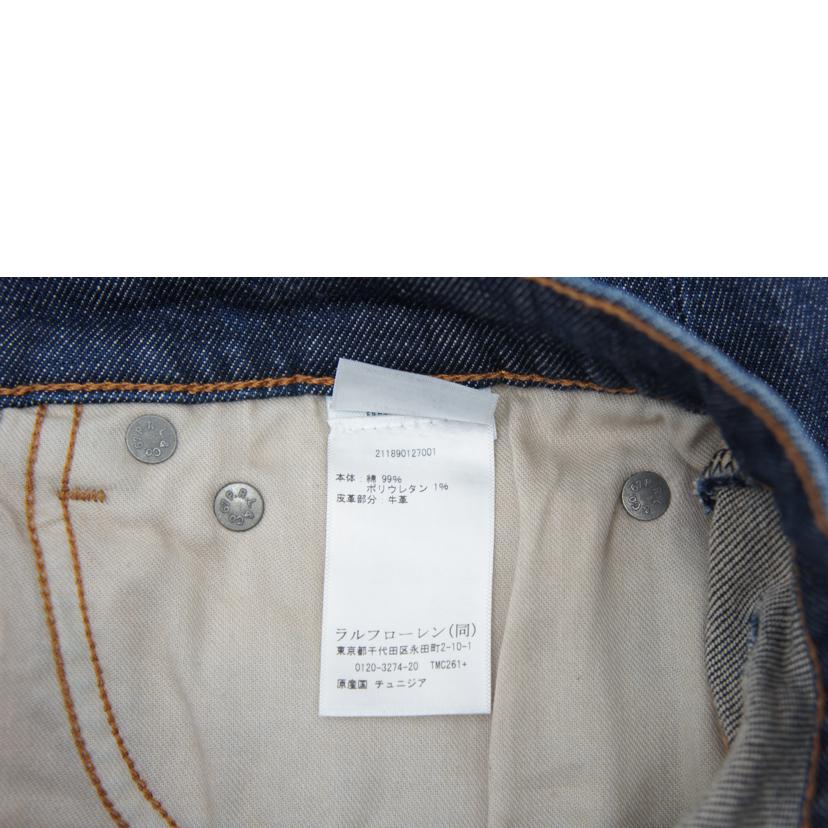 211890127001
本体：綿 99%
ポリウレタン 1%
皮革部分：牛革
ラルフローレン(同)
東京都千代田区永田町2-10-1
0120-3274-20 TMC261+
原産国 チュニジア